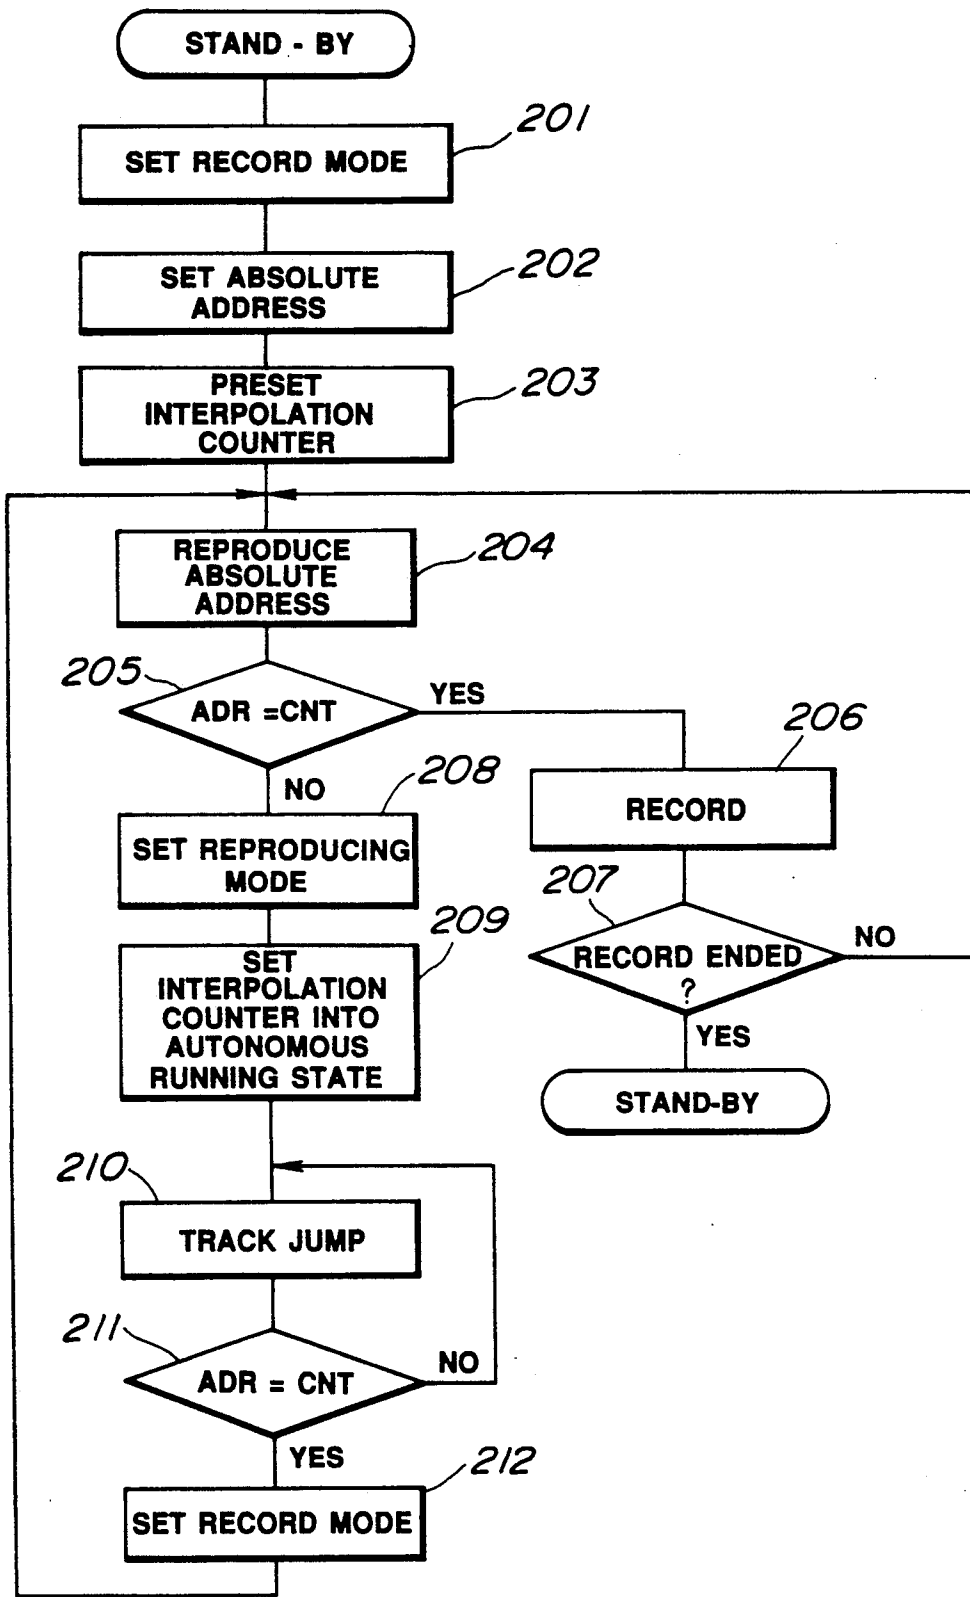 STAND - BY
201
SET RECORD MODE
202
SET ABSOLUTE
ADDRESS
203
PRESET
INTERPOLATION
COUNTER
204
REPRODUCE
ABSOLUTE
ADDRESS
205
ADR =CNT
YES
206
RECORD
NO
208
SET REPRODUCING
MODE
207
RECORD ENDED
?
NO
YES
STAND-BY
209
SET
INTERPOLATION
COUNTER INTO
AUTONOMOUS
RUNNING STATE
210
TRACK JUMP
211
ADR = CNT
NO
YES
212
SET RECORD MODE